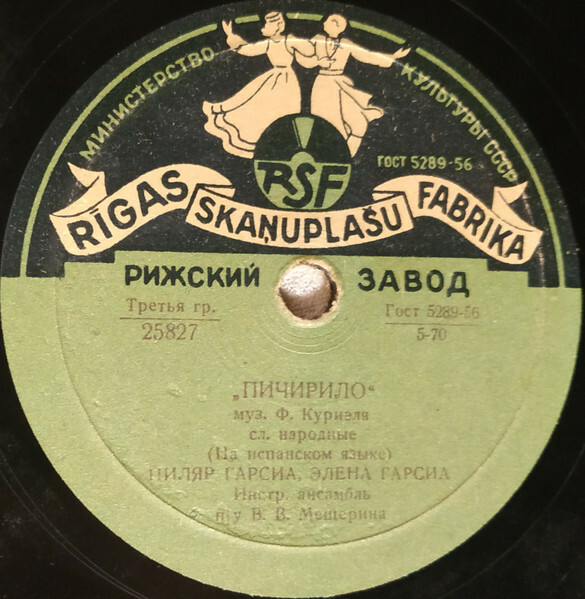 МИНИСТЕРСТВО КУЛЬТУРЫ СССР
ГОСТ 5289-56
RSF
RĪGAS SKAŅUPLAŠU FABRIKA
РИЖСКИЙ ЗАВОД
Третья гр.
25827
Гост 5289-56
5-70
„ПИЧИРИЛО“
муз. Ф. Куриэля
сл. народные
(На испанском языке)
ПИЛЯР ГАРСИА, ЭЛЕНА ГАРСИА
Инстр. ансамбль
п/у В. В. Мещерина